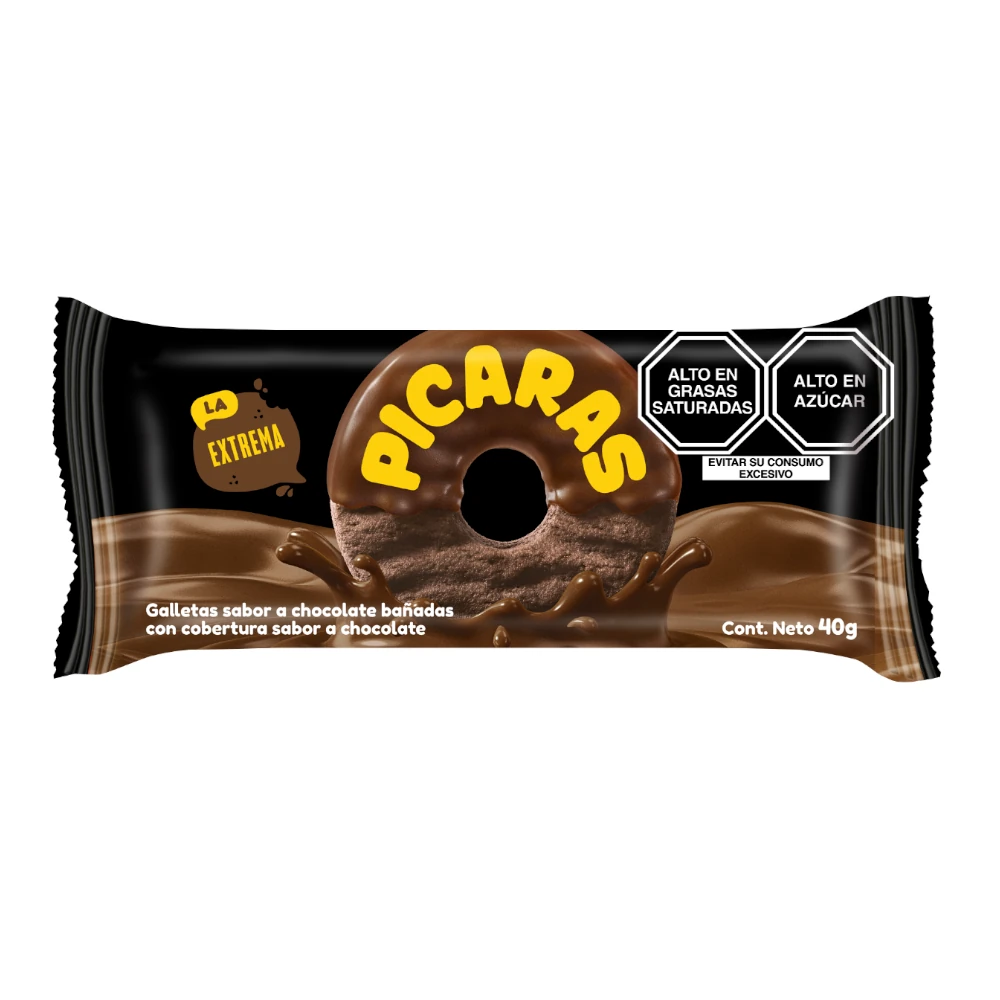 LA
EXTREMA
PICARAS
ALTO EN
GRASAS
SATURADAS
ALTO EN
AZÚCAR
EVITAR SU CONSUMO
EXCESIVO
Galletas sabor a chocolate bañadas
con cobertura sabor a chocolate
Cont. Neto 40g